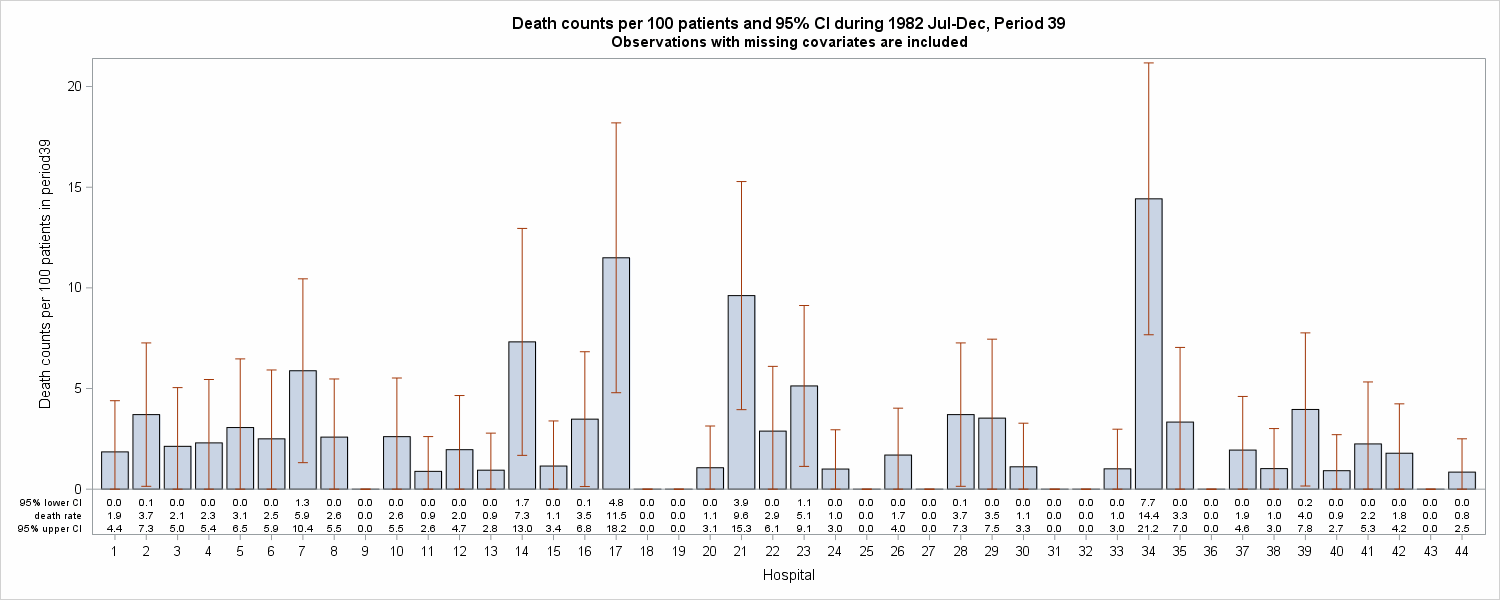 Death counts per 100 patients and 95% CI during 1982 Jul-Dec, Period 39
Observations with missing covariates are included
Death counts per 100 patients in period39
20
15
10
5
0
95% lower CI 0.0 0.1 0.0 0.0 0.0 0.0 1.3 0.0 0.0 0.0 0.0 0.0 0.0 1.7 0.0 0.1 4.8 0.0 0.0 0.0 3.9 0.0 1.1 0.0 0.0 0.0 0.0 0.1 0.0 0.0 0.0 0.0 0.0 7.7 0.0 0.0 0.0 0.0 0.2 0.0 0.0 0.0 0.0 0.0
death rate 1.9 3.7 2.1 2.3 3.1 2.5 5.9 2.6 0.0 2.6 0.9 2.0 0.9 7.3 1.1 3.5 11.5 0.0 0.0 1.1 9.6 2.9 5.1 1.0 0.0 1.7 0.0 3.7 3.5 1.1 0.0 0.0 1.0 14.4 3.3 0.0 1.9 1.0 4.0 0.9 2.2 1.8 0.0 0.8
95% upper CI 4.4 7.3 5.0 5.4 6.5 5.9 10.4 5.5 0.0 5.5 2.6 4.7 2.8 13.0 3.4 6.8 18.2 0.0 0.0 3.1 15.3 6.1 9.1 3.0 0.0 4.0 0.0 7.3 7.5 3.3 0.0 0.0 3.0 21.2 7.0 0.0 4.6 3.0 7.8 2.7 5.3 4.2 0.0 2.5
1 2 3 4 5 6 7 8 9 10 11 12 13 14 15 16 17 18 19 20 21 22 23 24 25 26 27 28 29 30 31 32 33 34 35 36 37 38 39 40 41 42 43 44
Hospital